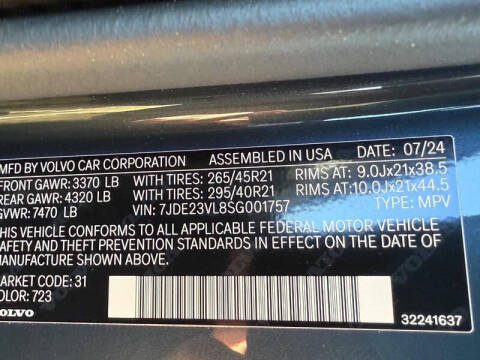 MFD BY VOLVO CAR CORPORATION ASSEMBLED IN USA DATE: 07/24
FRONT GAWR: 3370 LB WITH TIRES: 265/45R21 RIMS AT: 9.0Jx21x38.5
REAR GAWR: 4320 LB WITH TIRES: 295/40R21 RIMS AT:10.0Jx21x44.5
GVWR: 7470 LB VIN: 7JDE23VL8SG001757 TYPE: MPV
THIS VEHICLE CONFORMS TO ALL APPLICABLE FEDERAL MOTOR VEHICLE
SAFETY AND THEFT PREVENTION STANDARDS IN EFFECT ON THE DATE OF
MANUFACTURE SHOWN ABOVE.
MARKET CODE: 31
COLOR: 723
VOLVO 32241637